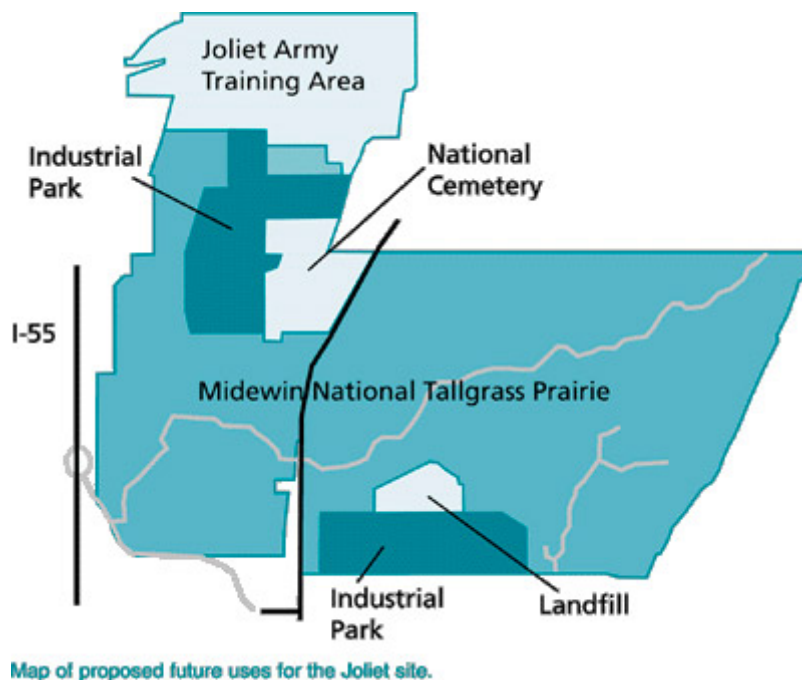 Joliet Army
Training Area
Industrial
Park
National
Cemetery
I-55
Midewin National Tallgrass Prairie
Industrial
Park
Landfill
Map of proposed future uses for the Joliet site.